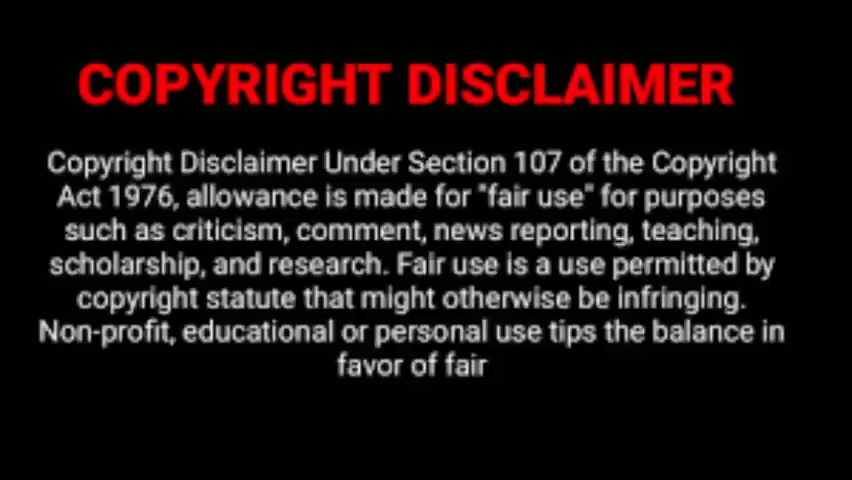 COPYRIGHT DISCLAIMER
Copyright Disclaimer Under Section 107 of the Copyright
Act 1976, allowance is made for "fair use" for purposes
such as criticism, comment, news reporting, teaching,
scholarship, and research. Fair use is a use permitted by
copyright statute that might otherwise be infringing.
Non-profit, educational or personal use tips the balance in
favor of fair